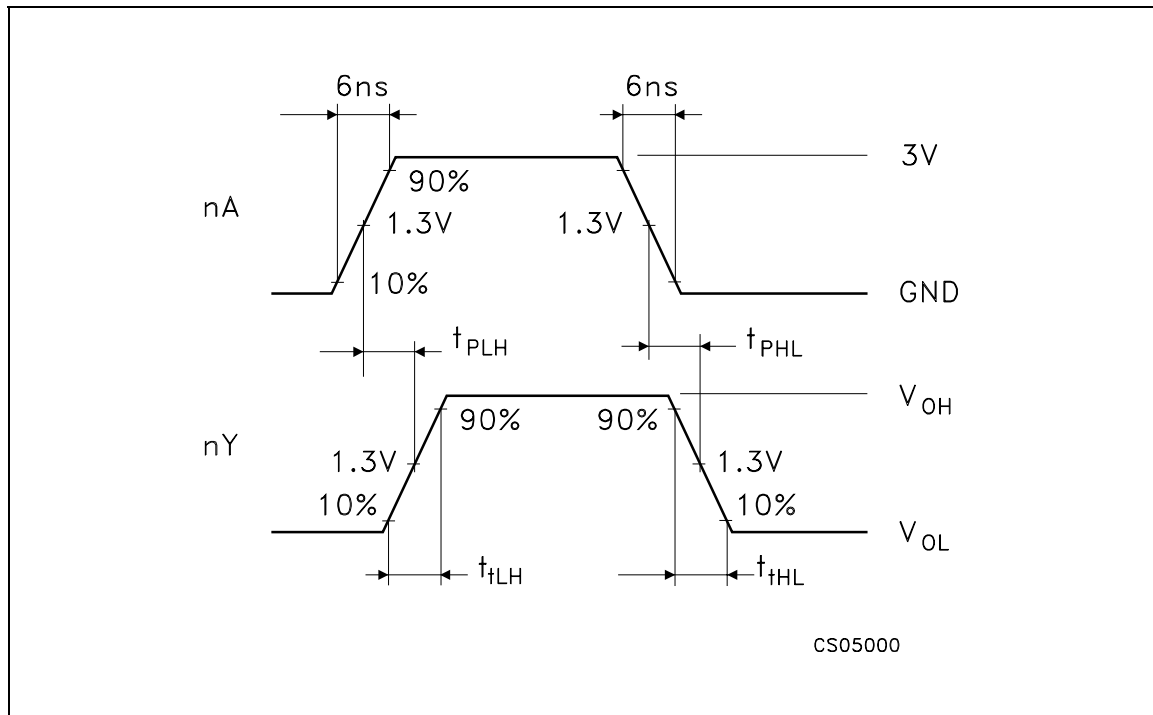 6ns 6ns
3V
90%
nA 1.3V 1.3V
10% GND
tPLH tPHL
VOH
90% 90%
nY
1.3V 1.3V
10% 10%
VOL
ttLH ttHL
CS05000